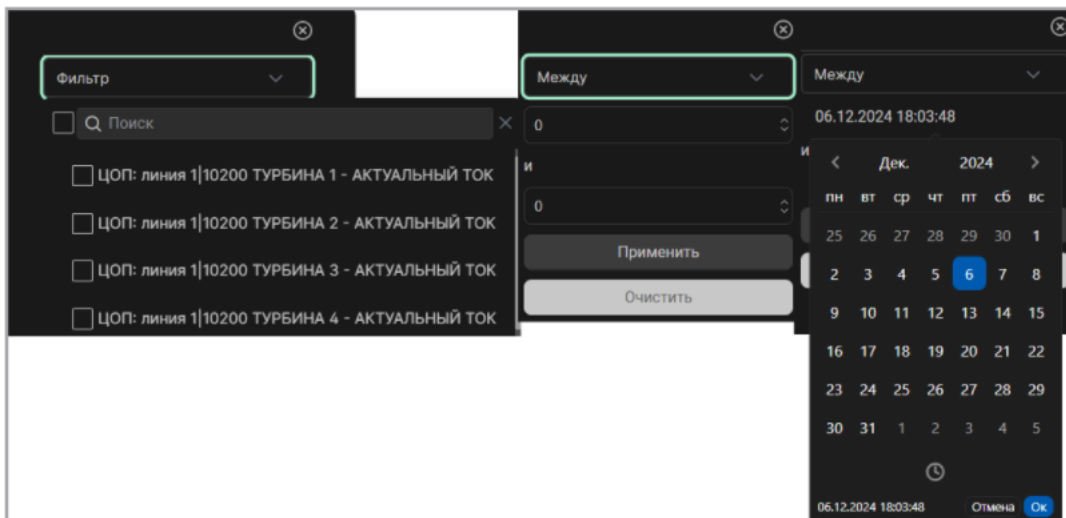 Фильтр
Поиск
ЦОП: линия 1|10200 ТУРБИНА 1 - АКТУАЛЬНЫЙ ТОК
ЦОП: линия 1|10200 ТУРБИНА 2 - АКТУАЛЬНЫЙ ТОК
ЦОП: линия 1|10200 ТУРБИНА 3 - АКТУАЛЬНЫЙ ТОК
ЦОП: линия 1|10200 ТУРБИНА 4 - АКТУАЛЬНЫЙ ТОК
Между
0
и
0
Применить
Очистить
Между
06.12.2024 18:03:48
и
Дек. 2024
пн вт ср чт пт сб вс
25 26 27 28 29 30 1
2 3 4 5 6 7 8
9 10 11 12 13 14 15
16 17 18 19 20 21 22
23 24 25 26 27 28 29
30 31 1 2 3 4 5
06.12.2024 18:03:48 Отмена Ок